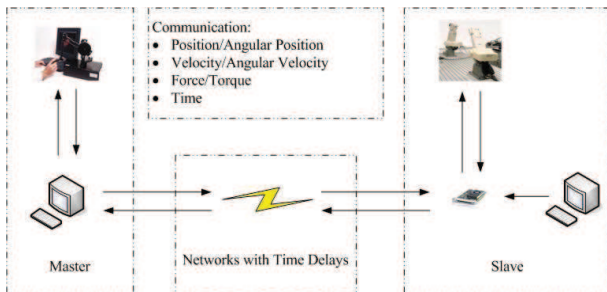 Communication:
• Position/Angular Position
• Velocity/Angular Velocity
• Force/Torque
• Time
Master
Networks with Time Delays
Slave